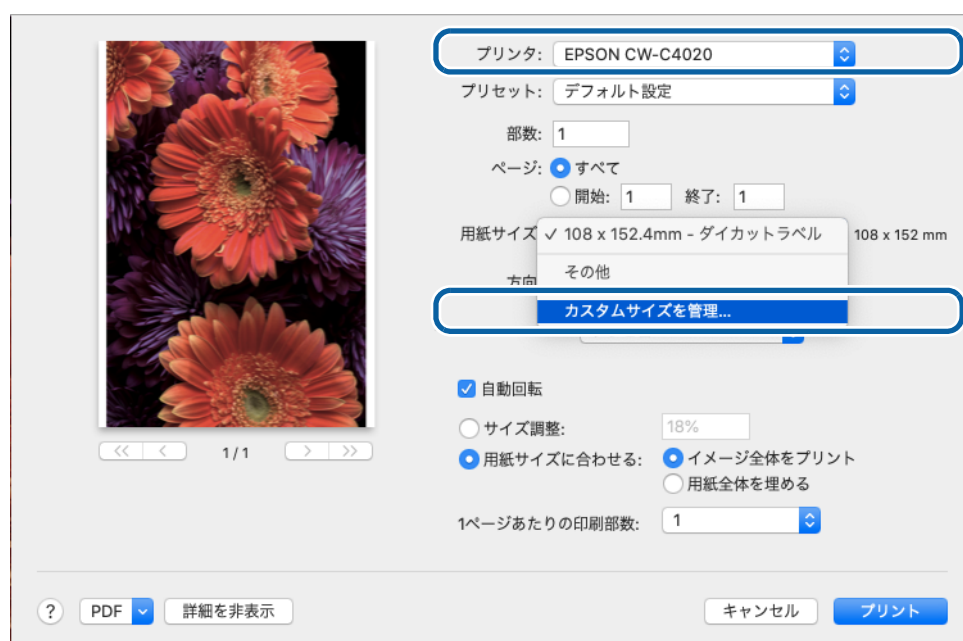 プリンタ: EPSON CW-C4020
プリセット: デフォルト設定
部数: 1
ページ: すべて
開始: 1 終了: 1
用紙サイズ ✓ 108 x 152.4mm - ダイカットラベル 108 x 152 mm
その他
方向
カスタムサイズを管理...
自動回転
サイズ調整: 18%
用紙サイズに合わせる: イメージ全体をプリント
用紙全体を埋める
1ページあたりの印刷部数: 1
<< < 1 / 1 > >>
? PDF 詳細を非表示 キャンセル プリント